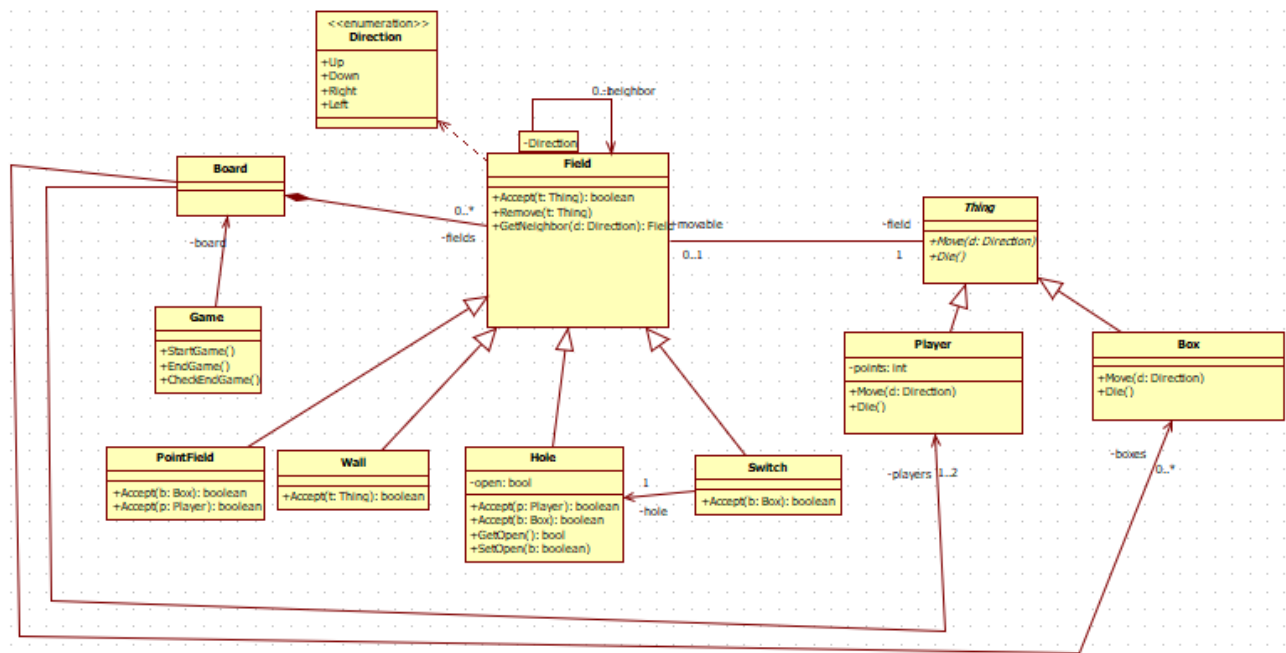 <<enumeration>>
Direction
+Up
+Down
+Right
+Left
-Direction
Field
+Accept(t: Thing): boolean
+Remove(t: Thing)
+GetNeighbor(d: Direction): Field
Board
0..*
-fields
-board
Game
+StartGame()
+EndGame()
+CheckEndGame()
+movable
0..1
-field
1
Thing
+Move(d: Direction)
+Die()
Player
-points: int
+Move(d: Direction)
+Die()
Box
+Move(d: Direction)
+Die()
PointField
+Accept(b: Box): boolean
+Accept(p: Player): boolean
Wall
+Accept(t: Thing): boolean
Hole
-open: bool
+Accept(p: Player): boolean
+Accept(b: Box): boolean
+GetOpen(): bool
+SetOpen(b: boolean)
1
-hole
Switch
+Accept(b: Box): boolean
-players
1..2
-boxes
0..*